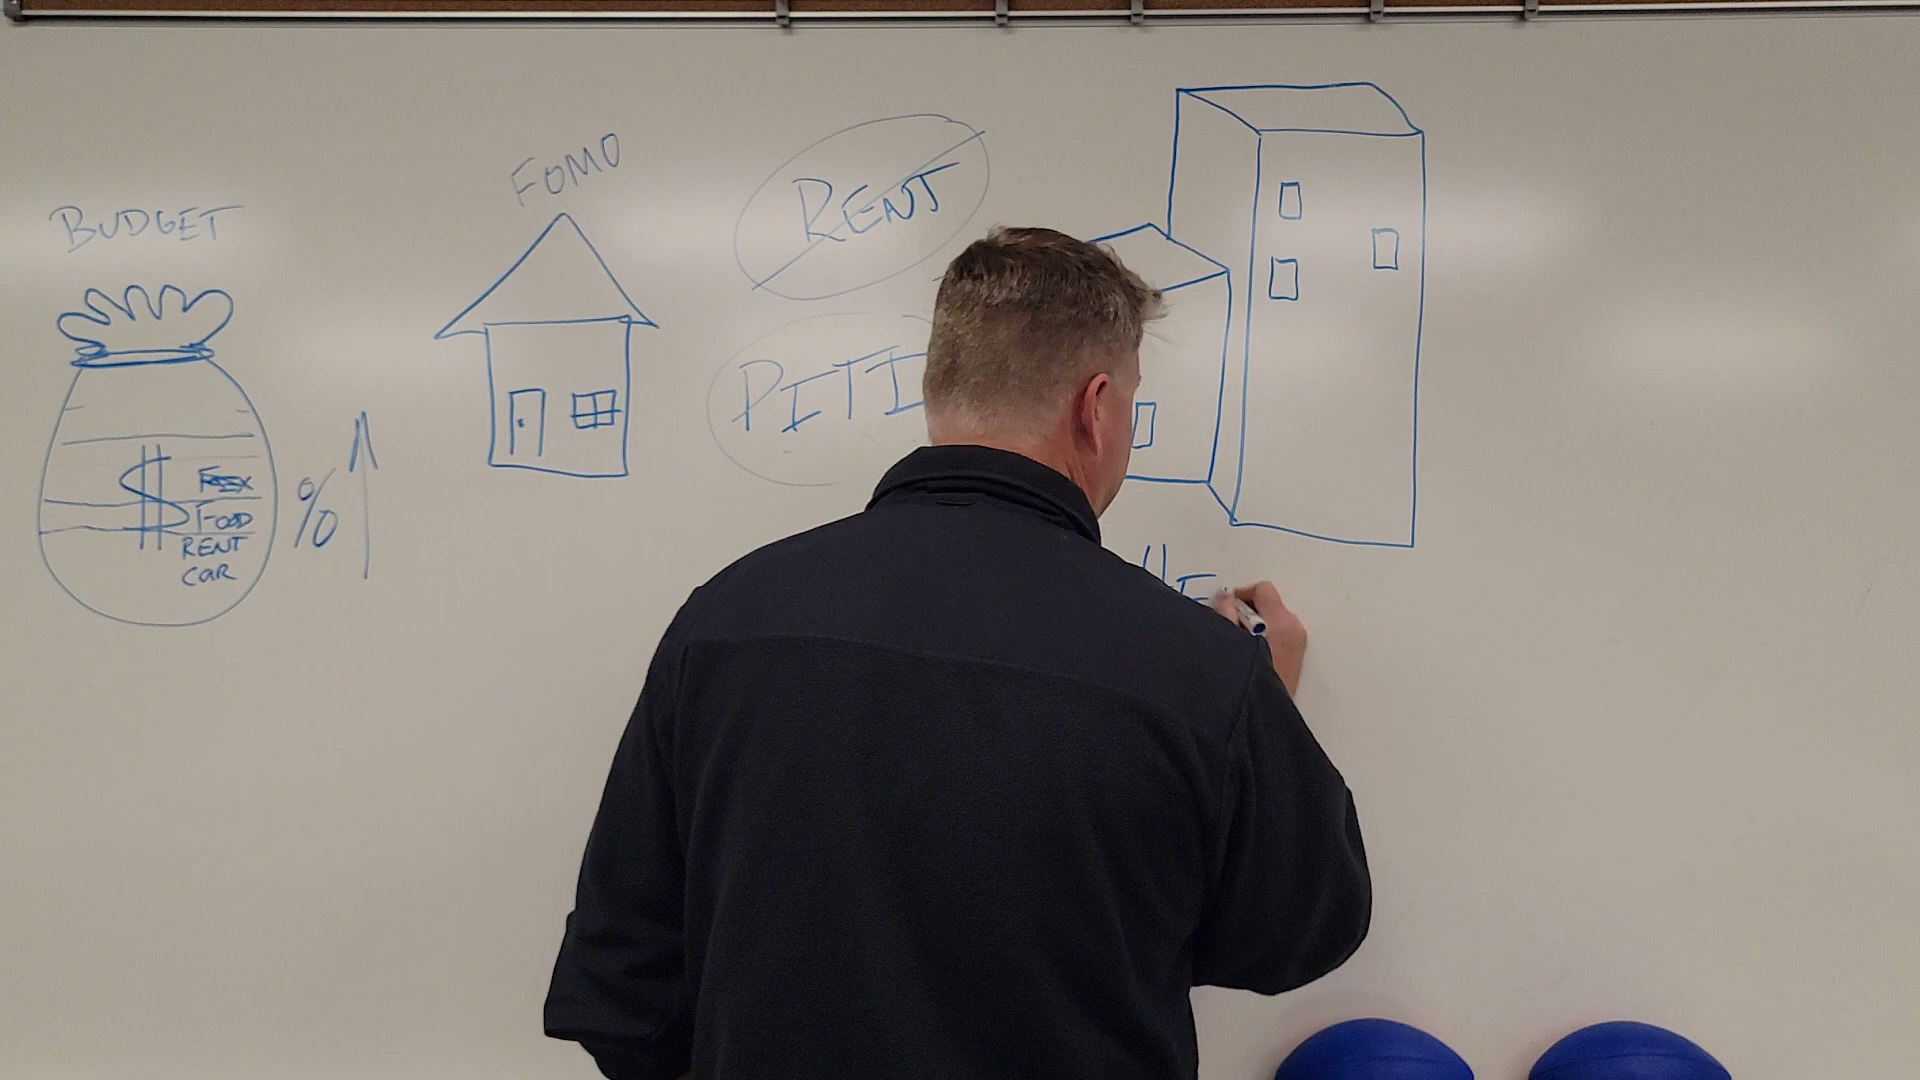 BUDGET
$
FOOD
RENT
CAR
%
FOMO
RENT
PITI